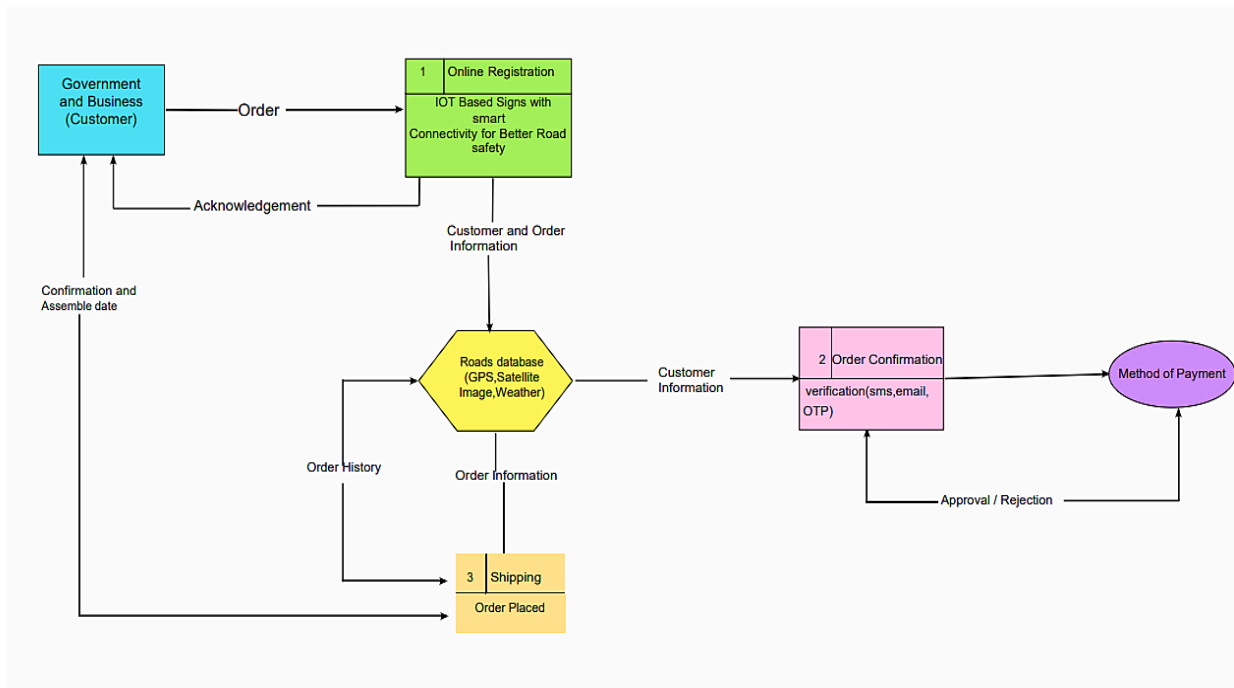 Government
and Business
(Customer)
Order
1
Online Registration
IOT Based Signs with
smart
Connectivity for Better Road
safety
Acknowledgement
Customer and Order
Information
Confirmation and
Assemble date
Roads database
(GPS,Satellite
Image,Weather)
Customer
Information
2
Order Confirmation
verification(sms,email,
OTP)
Method of Payment
Order History
Order Information
Approval / Rejection
3
Shipping
Order Placed